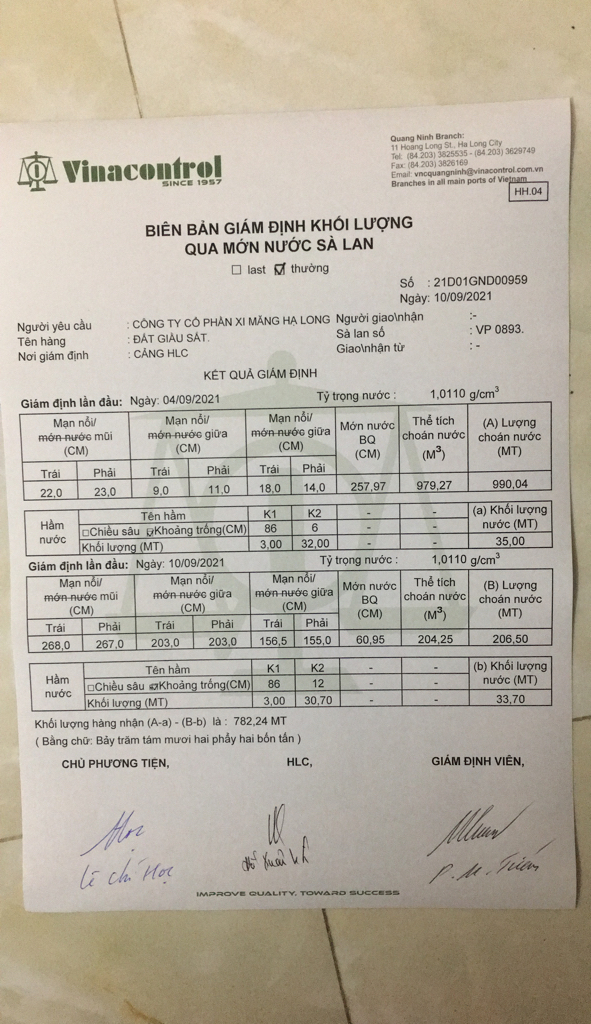 Vinacontrol
SINCE 1957
Quang Ninh Branch:
11 Hoang Long St., Ha Long City
Tel: (84.203) 3825535 - (84.203) 3629749
Fax: (84.203) 3826169
Email: vncquangninh@vinacontrol.com.vn
Branches in all main ports of Vietnam
HH.04
BIÊN BẢN GIÁM ĐỊNH KHỐI LƯỢNG
QUA MỚN NƯỚC SÀ LAN
☐ last ☑ thường
Số : 21D01GND00959
Ngày: 10/09/2021
Người yêu cầu : CÔNG TY CỔ PHẦN XI MĂNG HẠ LONG Người giao\nhận :-
Tên hàng : ĐẤT GIÀU SẮT. Sà lan số : VP 0893.
Nơi giám định : CẢNG HLC Giao\nhận từ : -
KẾT QUẢ GIÁM ĐỊNH
Giám định lần đầu: Ngày: 04/09/2021 Tỷ trọng nước : 1,0110 g/cm³
Mạn nổi/ Mạn nổi/ Mạn nổi/ Mớn nước Thể tích (A) Lượng
mớn nước mũi mớn nước giữa mớn nước giữa BQ choán nước choán nước
(CM) (CM) (CM) (CM) (M³) (MT)
Trái Phải Trái Phải Trái Phải
22,0 23,0 9,0 11,0 18,0 14,0 257,97 979,27 990,04
Hầm nước Tên hầm K1 K2 - - (a) Khối lượng nước (MT)
☐Chiều sâu ☑Khoảng trống(CM) 86 6 - -
Khối lượng (MT) 3,00 32,00 - - 35,00
Giám định lần đầu: Ngày: 10/09/2021 Tỷ trọng nước : 1,0110 g/cm³
Mạn nổi/ Mạn nổi/ Mạn nổi/ Mớn nước Thể tích (B) Lượng
mớn nước mũi mớn nước giữa mớn nước giữa BQ choán nước choán nước
(CM) (CM) (CM) (CM) (M³) (MT)
Trái Phải Trái Phải Trái Phải
268,0 267,0 203,0 203,0 156,5 155,0 60,95 204,25 206,50
Hầm nước Tên hầm K1 K2 - - (b) Khối lượng nước (MT)
☐Chiều sâu ☑Khoảng trống(CM) 86 12 - -
Khối lượng (MT) 3,00 30,70 - - 33,70
Khối lượng hàng nhận (A-a) - (B-b) là : 782,24 MT
( Bằng chữ: Bảy trăm tám mươi hai phẩy hai bốn tấn )
CHỦ PHƯƠNG TIỆN, HLC, GIÁM ĐỊNH VIÊN,
Lê Chí Học P. M. Tiến
IMPROVE QUALITY, TOWARD SUCCESS